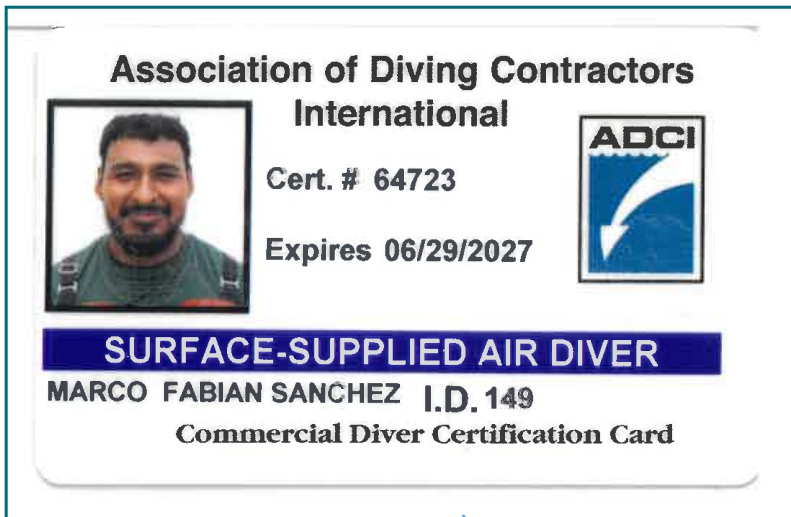 Association of Diving Contractors
International
ADCI
Cert. # 64723
Expires 06/29/2027
SURFACE-SUPPLIED AIR DIVER
MARCO FABIAN SANCHEZ I.D. 149
Commercial Diver Certification Card